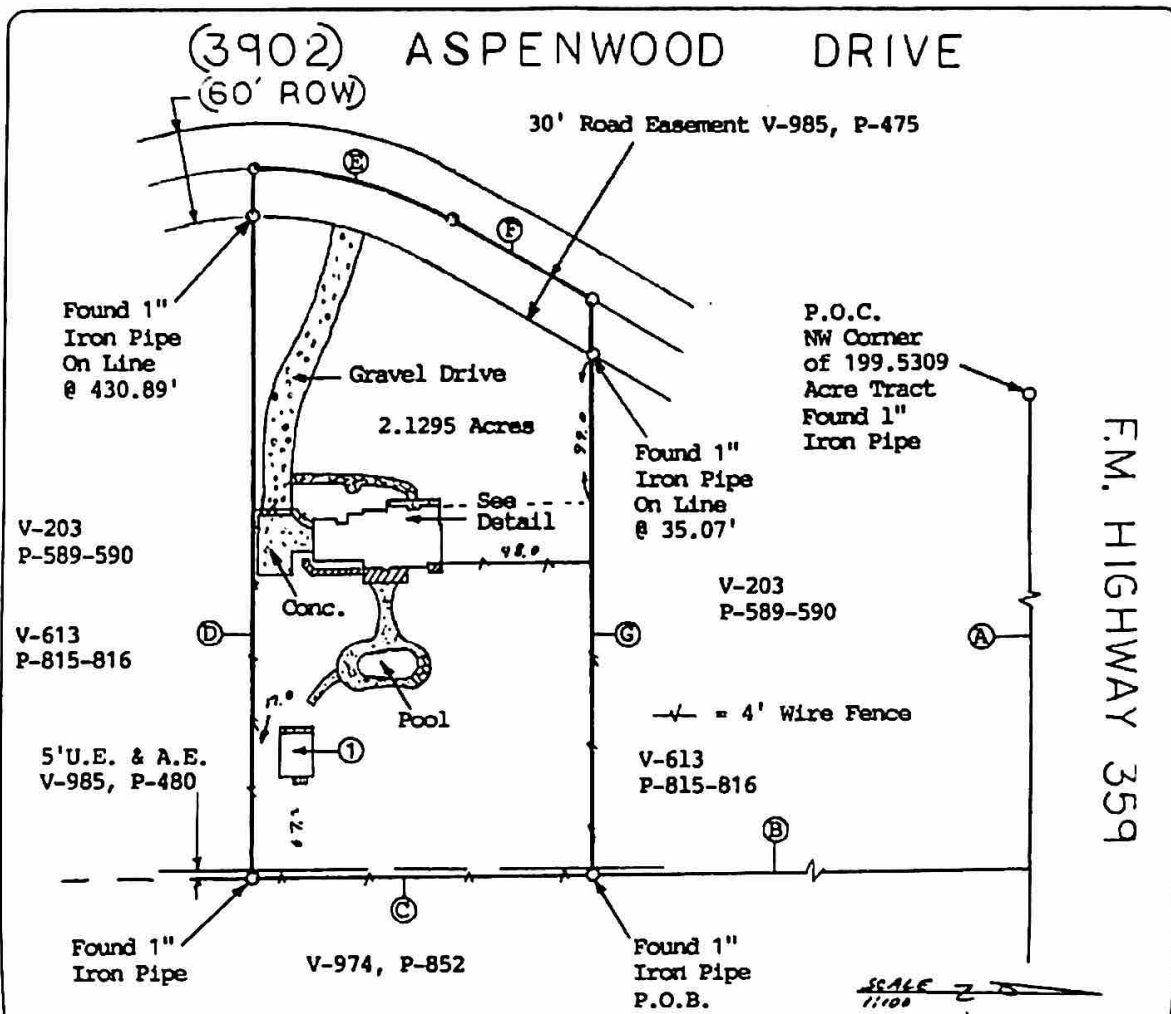 (3902) ASPENWOOD DRIVE
(60' ROW)
30' Road Easement V-985, P-475
E
F
Found 1"
Iron Pipe
On Line
@ 430.89'
P.O.C.
NW Corner
of 199.5309
Acre Tract
Found 1"
Iron Pipe
Gravel Drive
2.1295 Acres
Found 1"
Iron Pipe
On Line
@ 35.07'
See
Detail
48.0
V-203
P-589-590
Conc.
V-203
P-589-590
F.M. HIGHWAY 359
V-613
P-815-816
D
G
A
Pool
= 4' Wire Fence
1
5'U.E. & A.E.
V-985, P-480
V-613
P-815-816
B
C
Found 1"
Iron Pipe
V-974, P-852
Found 1"
Iron Pipe
P.O.B.
SCALE
1:100
Z